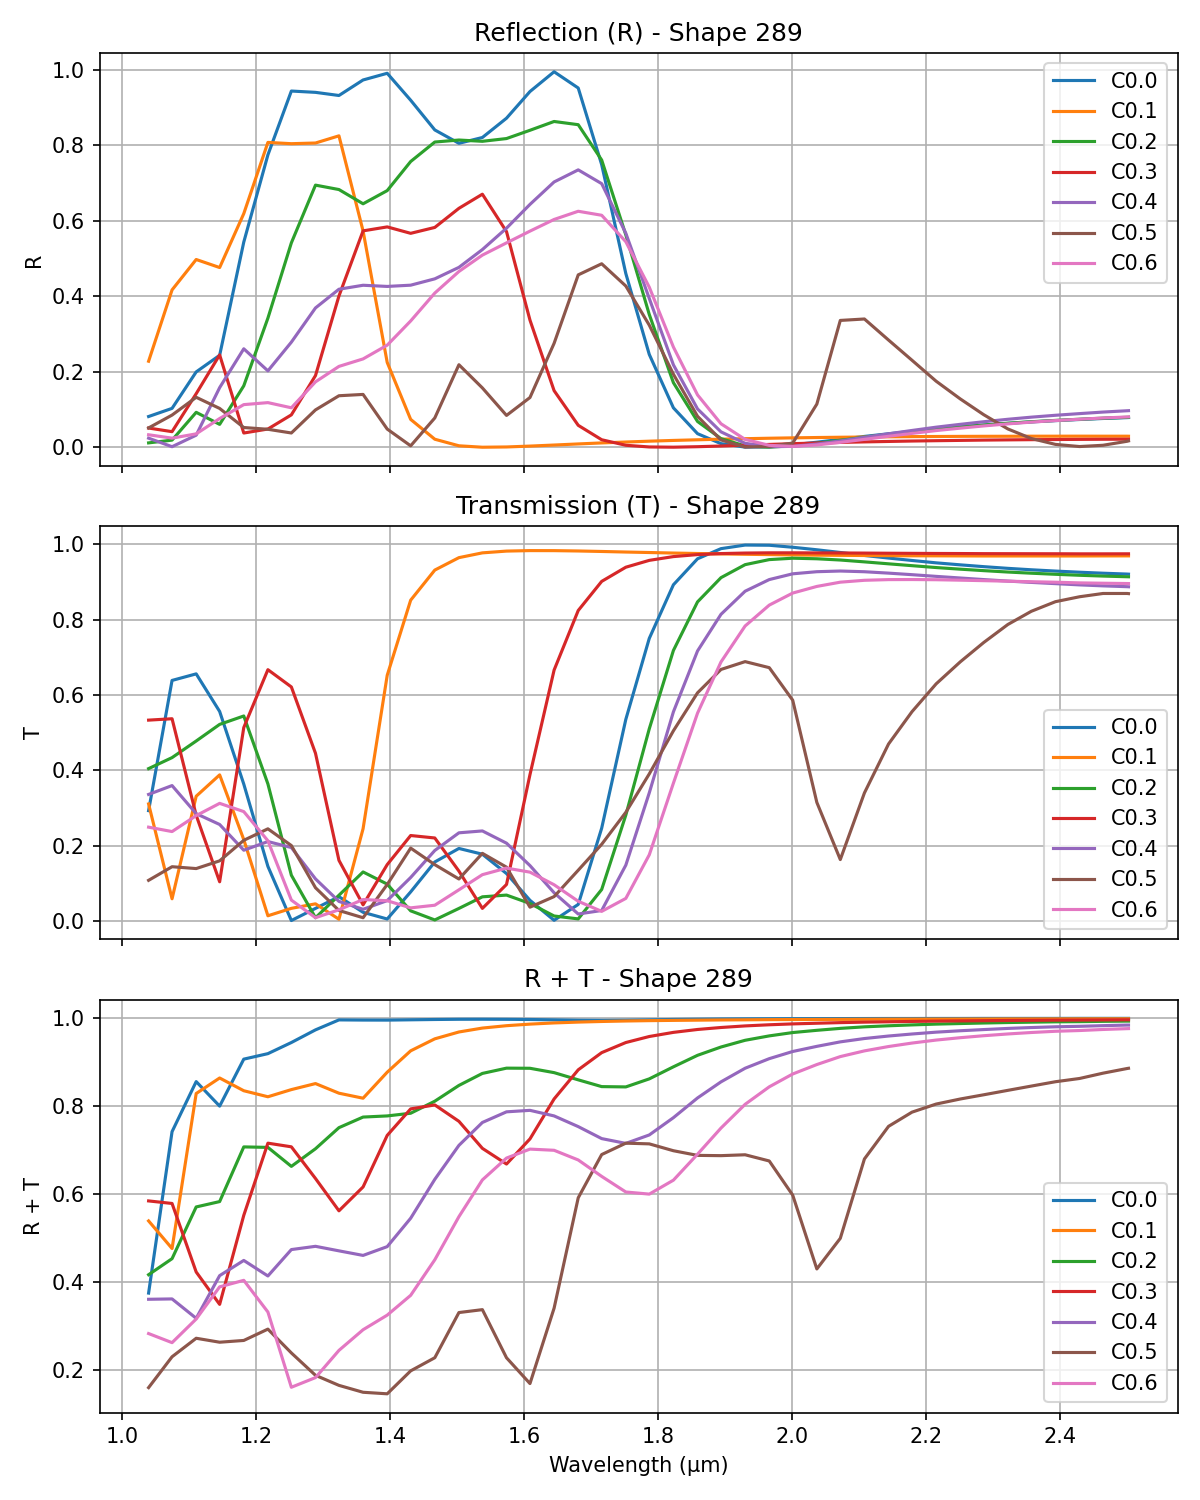 Reflection (R) - Shape 289
1.0
0.8
0.6
0.4
0.2
0.0
R
C0.0
C0.1
C0.2
C0.3
C0.4
C0.5
C0.6
Transmission (T) - Shape 289
1.0
0.8
0.6
0.4
0.2
0.0
T
C0.0
C0.1
C0.2
C0.3
C0.4
C0.5
C0.6
R + T - Shape 289
1.0
0.8
0.6
0.4
0.2
R + T
C0.0
C0.1
C0.2
C0.3
C0.4
C0.5
C0.6
1.0 1.2 1.4 1.6 1.8 2.0 2.2 2.4
Wavelength (μm)